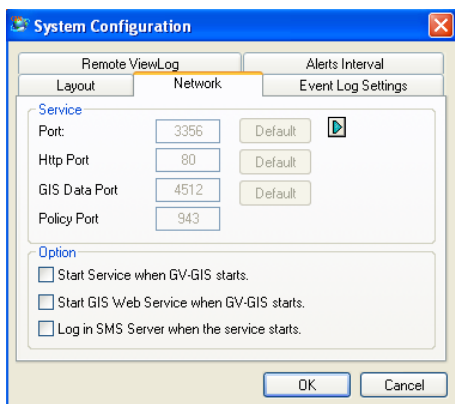 System Configuration
Remote ViewLog
Alerts Interval
Layout
Network
Event Log Settings
Service
Port:
3356
Default
Http Port
80
Default
GIS Data Port
4512
Default
Policy Port
943
Option
Start Service when GV-GIS starts.
Start GIS Web Service when GV-GIS starts.
Log in SMS Server when the service starts.
OK
Cancel